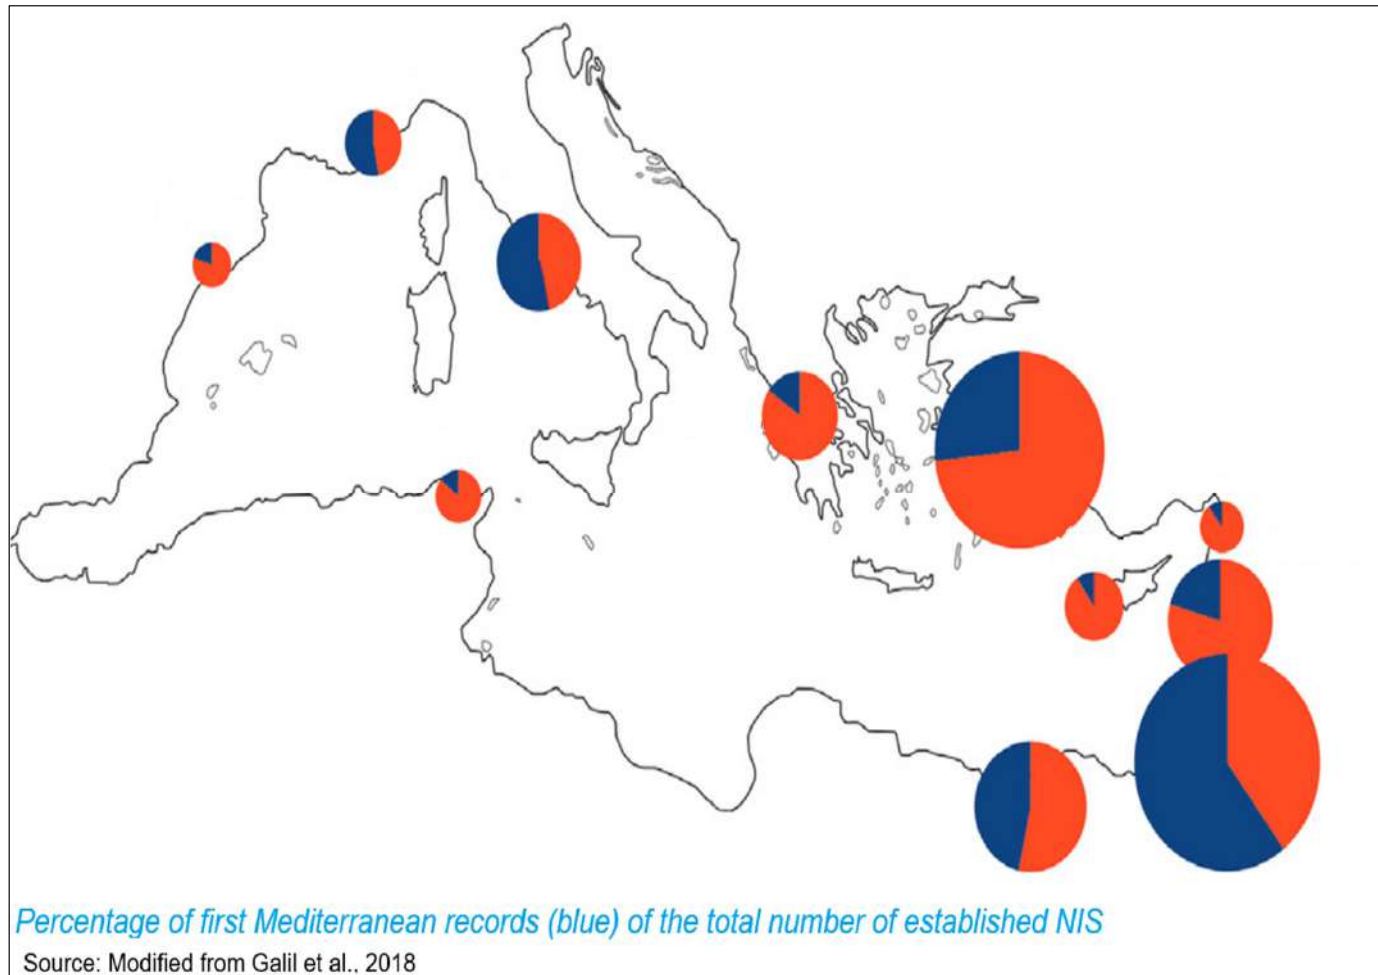 Percentage of first Mediterranean records (blue) of the total number of established NIS
Source: Modified from Galil et al., 2018